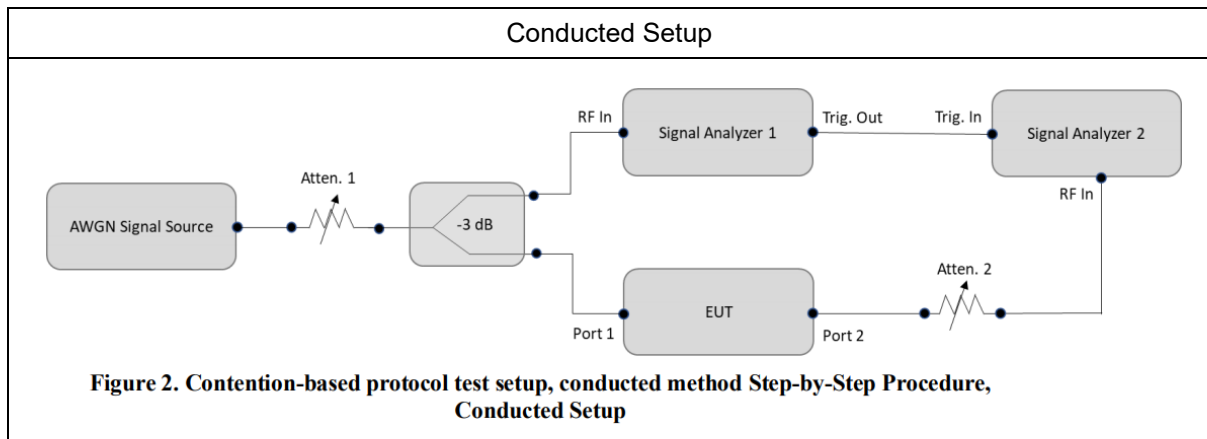 Conducted Setup
RF In
Signal Analyzer 1
Trig. Out
Trig. In
Signal Analyzer 2
RF In
Atten. 1
AWGN Signal Source
-3 dB
Atten. 2
EUT
Port 1
Port 2
Figure 2. Contention-based protocol test setup, conducted method Step-by-Step Procedure,
Conducted Setup